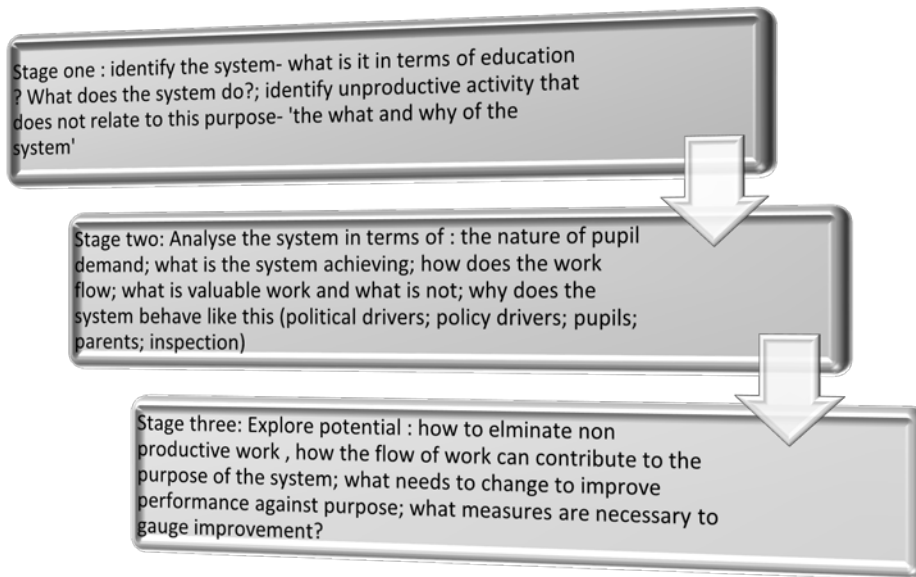 Stage one : identify the system- what is it in terms of education
? What does the system do?; identify unproductive activity that
does not relate to this purpose- 'the what and why of the
system'
Stage two: Analyse the system in terms of : the nature of pupil
demand; what is the system achieving; how does the work
flow; what is valuable work and what is not; why does the
system behave like this (political drivers; policy drivers; pupils;
parents; inspection)
Stage three: Explore potential : how to elminate non
productive work , how the flow of work can contribute to the
purpose of the system; what needs to change to improve
performance against purpose; what measures are necessary to
gauge improvement?